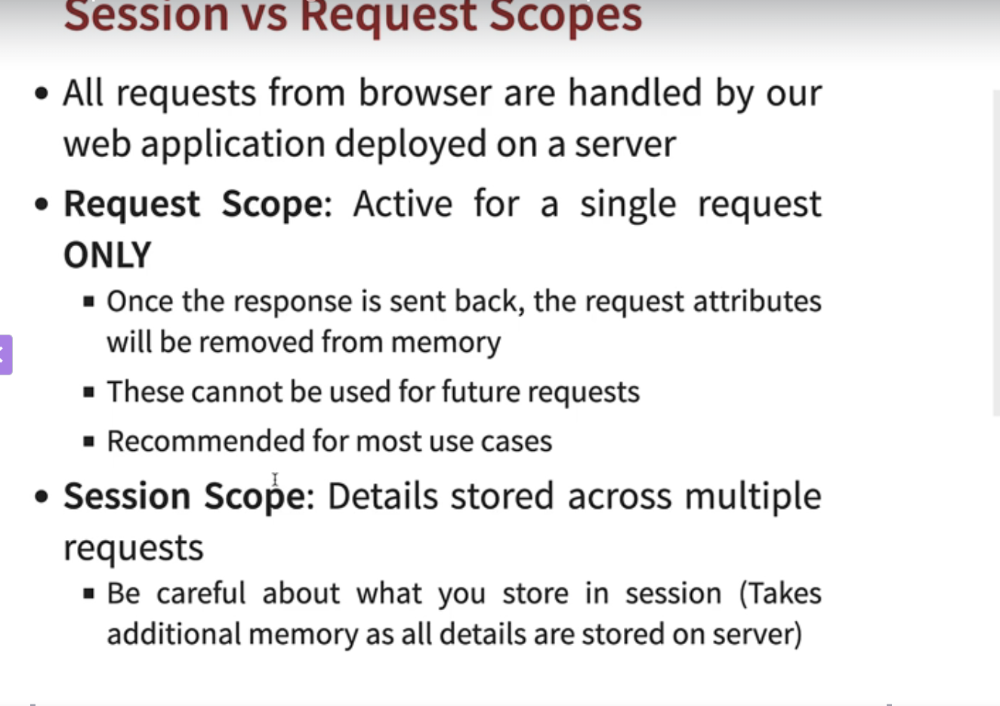 Session vs Request Scopes
• All requests from browser are handled by our
web application deployed on a server
• Request Scope: Active for a single request
ONLY
▪ Once the response is sent back, the request attributes
will be removed from memory
▪ These cannot be used for future requests
▪ Recommended for most use cases
• Session Scope: Details stored across multiple
requests
▪ Be careful about what you store in session (Takes
additional memory as all details are stored on server)